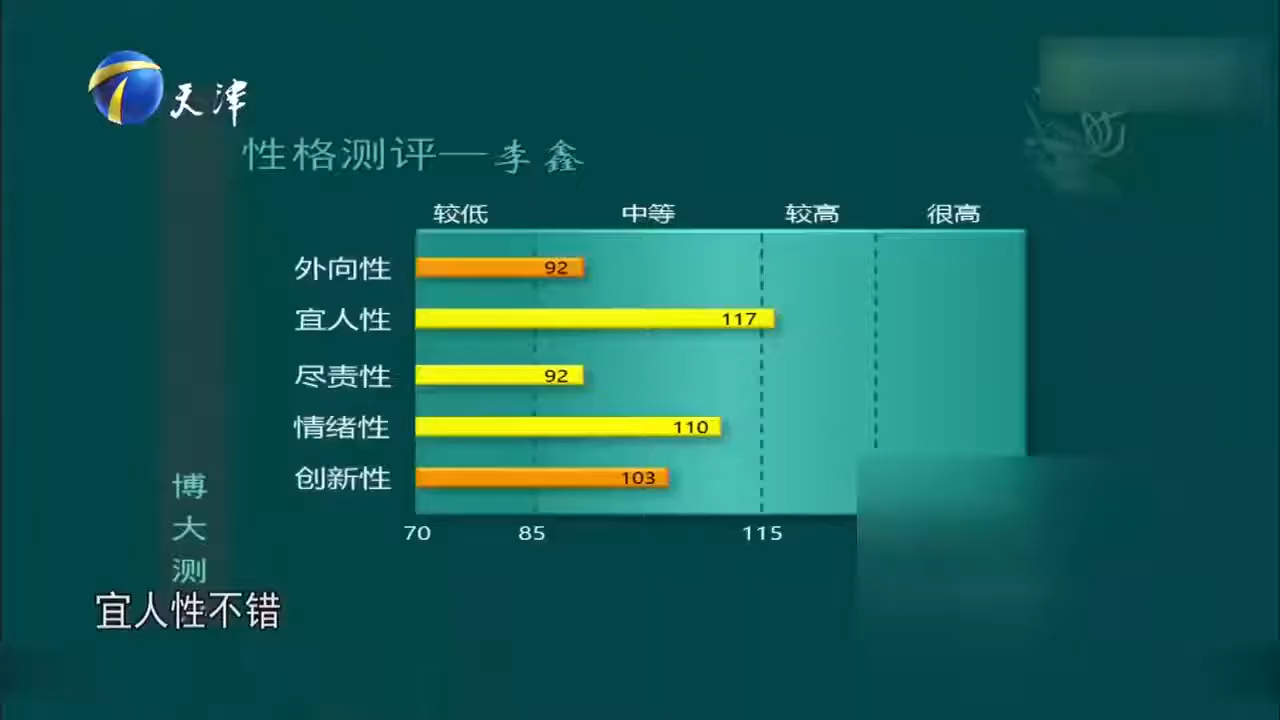 天津
性格测评—李鑫
较低 中等 较高 很高
外向性 92
宜人性 117
尽责性 92
情绪性 110
创新性 103
70 85 115
博
大
测
宜人性不错